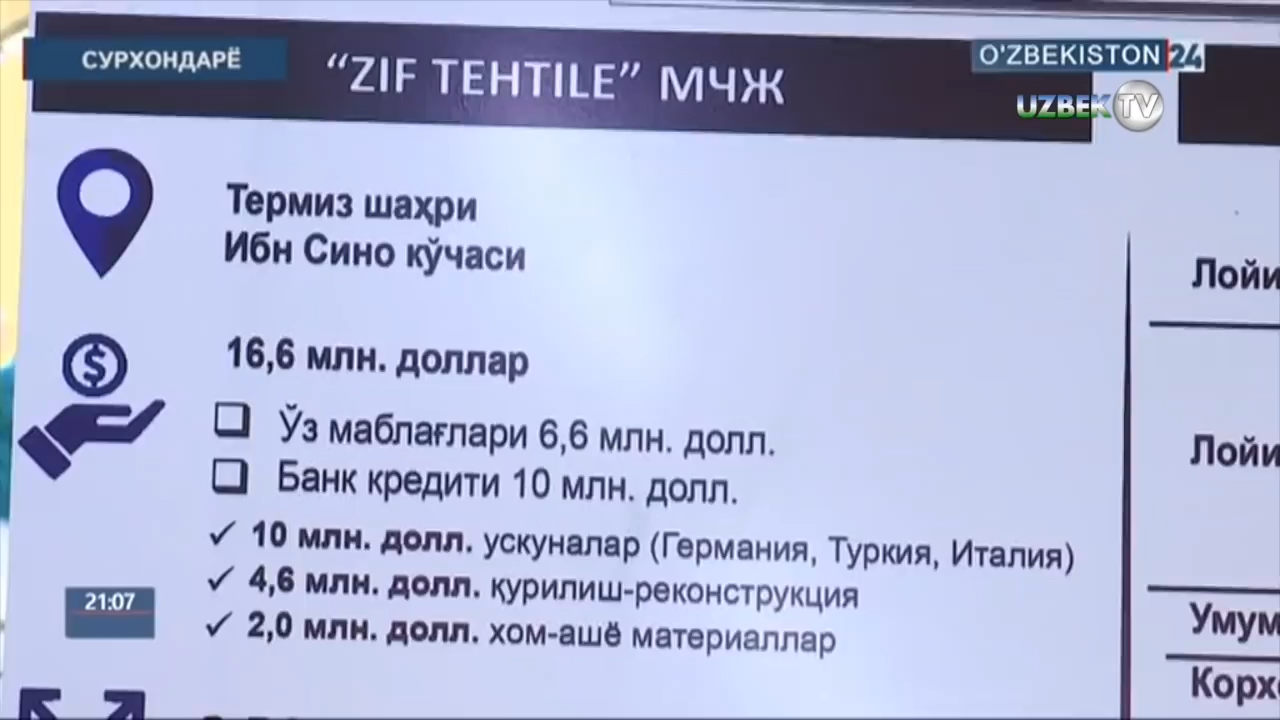 СУРХОНДАРЁ
O'ZBEKISTON 24
UZBEK TV
“ZIF TEHTILE” МЧЖ
Термиз шаҳри
Ибн Сино кўчаси
16,6 млн. доллар
Ўз маблағлари 6,6 млн. долл.
Банк кредити 10 млн. долл.
10 млн. долл. ускуналар (Германия, Туркия, Италия)
4,6 млн. долл. қурилиш-реконструкция
2,0 млн. долл. хом-ашё материаллар
21:07
Лойи
Лойи
Умум
Корх